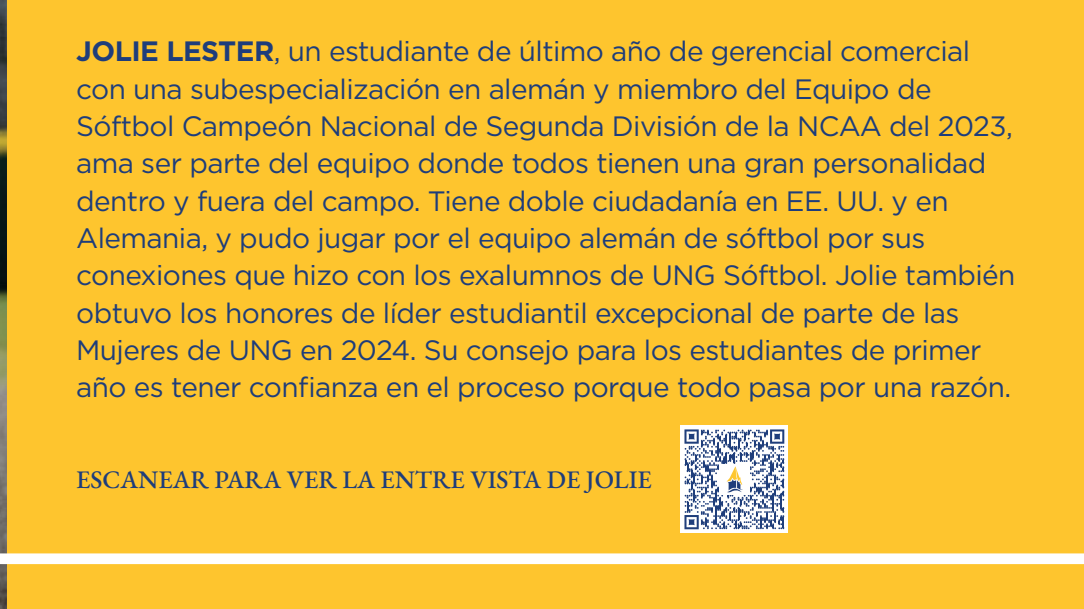 JOLIE LESTER, un estudiante de último año de gerencial comercial
con una subespecialización en alemán y miembro del Equipo de
Sóftbol Campeón Nacional de Segunda División de la NCAA del 2023,
ama ser parte del equipo donde todos tienen una gran personalidad
dentro y fuera del campo. Tiene doble ciudadanía en EE. UU. y en
Alemania, y pudo jugar por el equipo alemán de sóftbol por sus
conexiones que hizo con los exalumnos de UNG Sóftbol. Jolie también
obtuvo los honores de líder estudiantil excepcional de parte de las
Mujeres de UNG en 2024. Su consejo para los estudiantes de primer
año es tener confianza en el proceso porque todo pasa por una razón.
ESCANEAR PARA VER LA ENTRE VISTA DE JOLIE